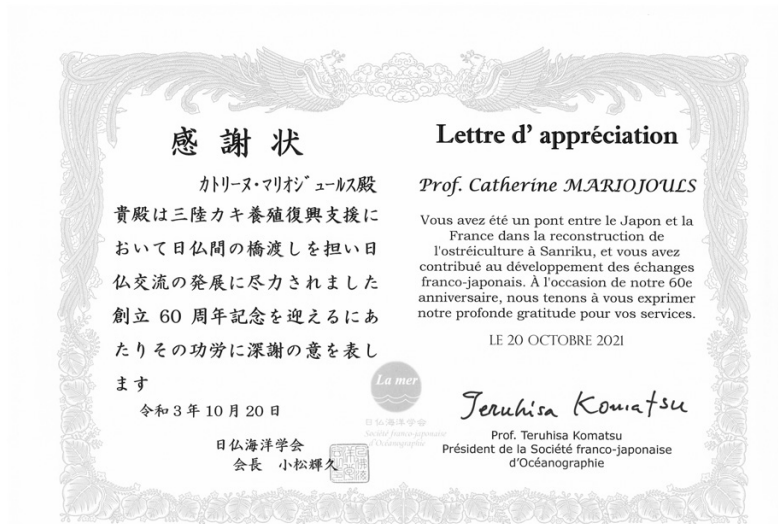 感謝状
カトリーヌ・マリオジュールス殿
貴殿は三陸カキ養殖復興支援に
おいて日仏間の橋渡しを担い日
仏交流の発展に尽力されました
創立 60 周年記念を迎えるにあ
たりその功労に深謝の意を表し
ます
令和3年10月20日
日仏海洋学会
会長 小松輝久
Lettre d' appréciation
Prof. Catherine MARIOJOULS
Vous avez été un pont entre le Japon et la
France dans la reconstruction de
l'ostréiculture à Sanriku, et vous avez
contribué au développement des échanges
franco-japonais. À l'occasion de notre 60e
anniversaire, nous tenons à vous exprimer
notre profonde gratitude pour vos services.
LE 20 OCTOBRE 2021
La mer
日仏海洋学会
Société franco-japonaise
d'Océanographie
Teruhisa Komatsu
Prof. Teruhisa Komatsu
Président de la Société franco-japonaise
d'Océanographie